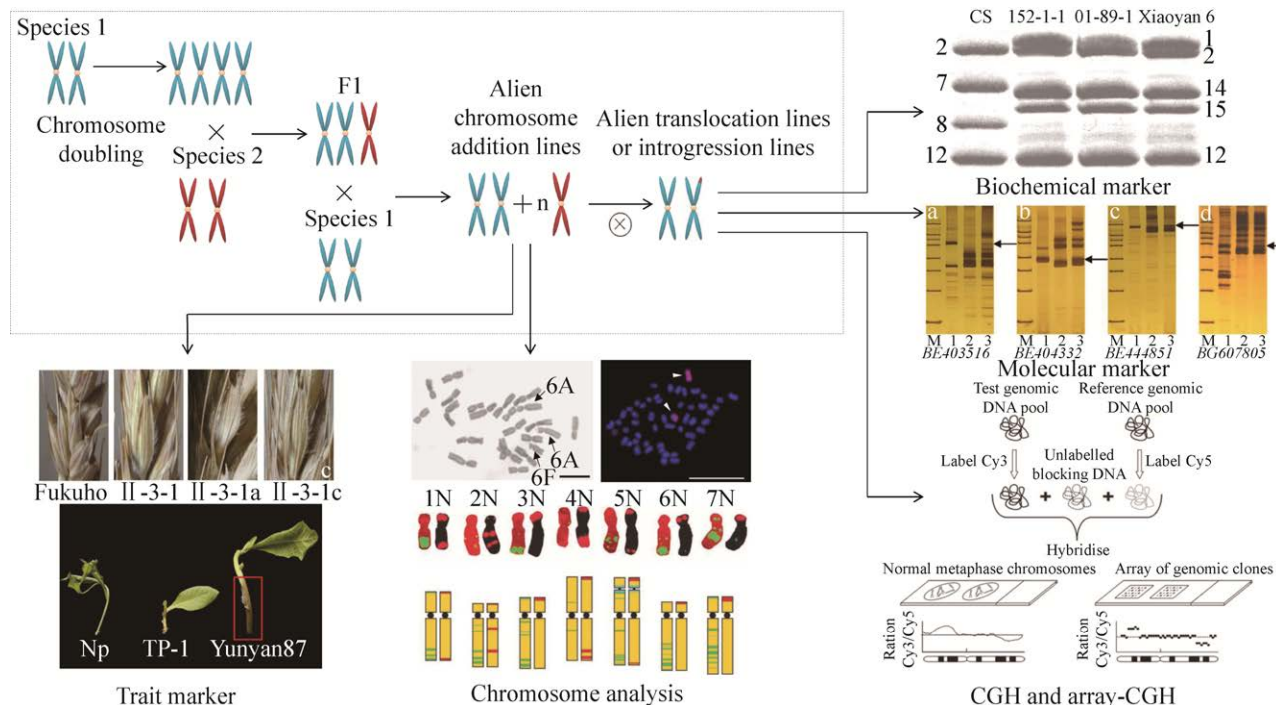 Species 1
Chromosome
doubling
×
Species 2
F1
×
Species 1
Alien
chromosome
addition lines
+ n
Alien translocation lines
or introgression lines
×
CS 152-1-1 01-89-1 Xiaoyan 6
2
7
8
12
1
2
14
15
12
Biochemical marker
a b c d
M 1 2 3 M 1 2 3 M 1 2 3 M 1 2 3
BE403516 BE404332 BE444851 BG607805
Molecular marker
Test genomic
DNA pool
Reference genomic
DNA pool
Label Cy3
Unlabelled
blocking DNA
Label Cy5
+ +
Hybridise
Normal metaphase chromosomes
Array of genomic clones
Ration
Cy3/Cy5
Ration
Cy3/Cy5
CGH and array-CGH
c
Fukuho II-3-1 II-3-1a II-3-1c
Np TP-1 Yunyan87
Trait marker
6A
6A
6F
1N 2N 3N 4N 5N 6N 7N
Chromosome analysis